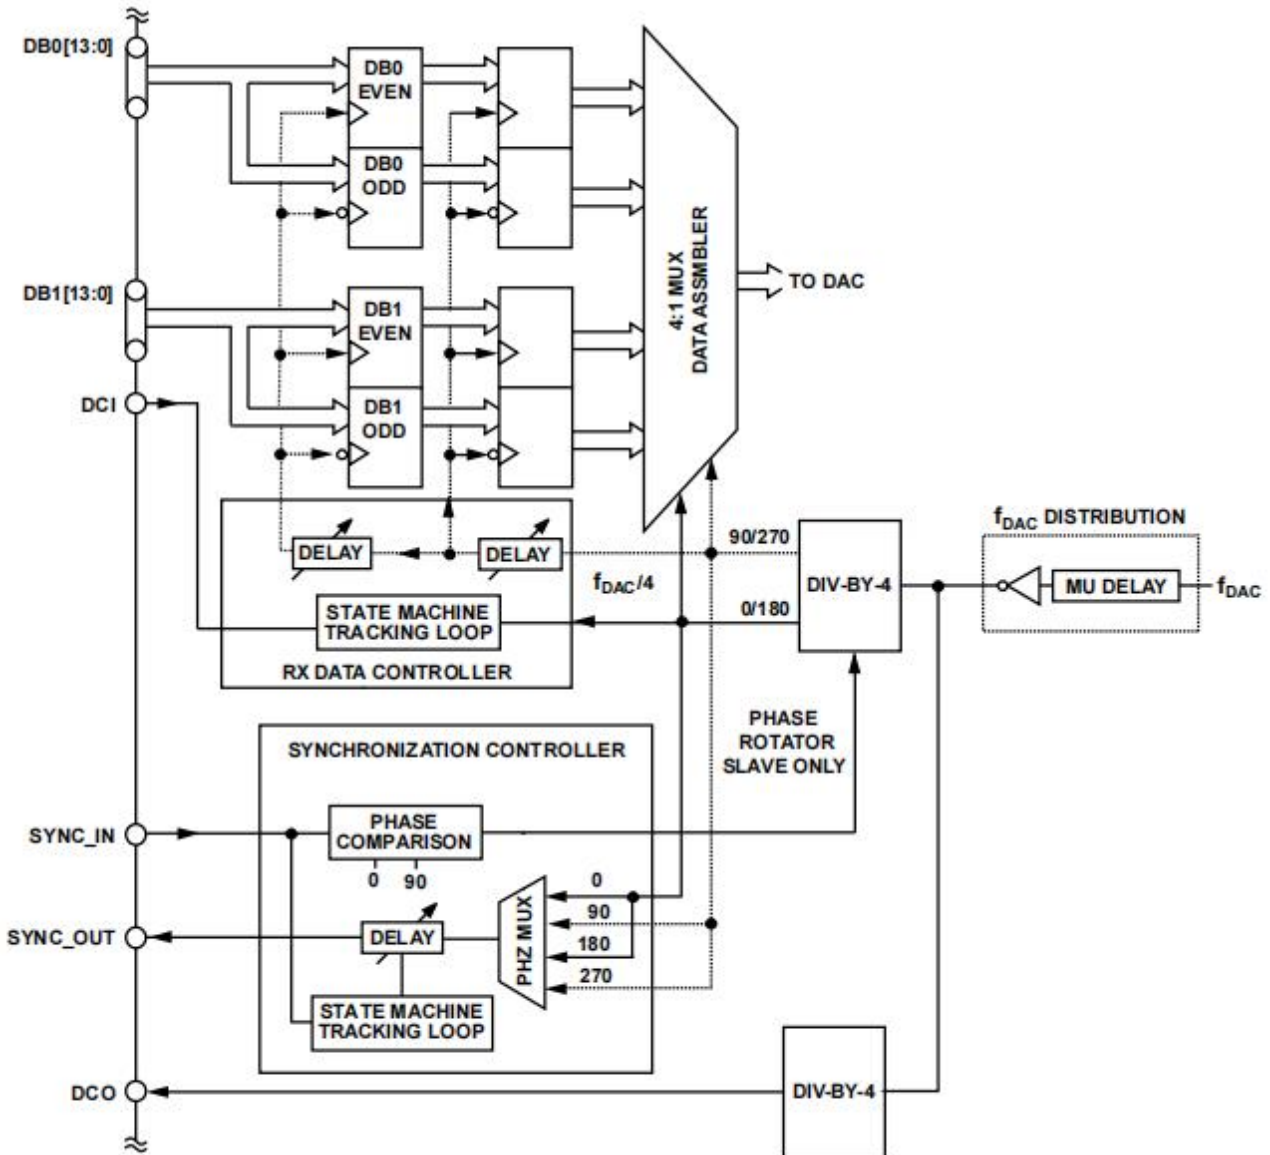 DB0[13:0]
DB0
EVEN
DB0
ODD
DB1[13:0]
DB1
EVEN
DB1
ODD
4:1 MUX
DATA ASSMBLER
TO DAC
DCI
DELAY
DELAY
STATE MACHINE
TRACKING LOOP
RX DATA CONTROLLER
90/270
fDAC/4
0/180
DIV-BY-4
fDAC DISTRIBUTION
MU DELAY
fDAC
PHASE
ROTATOR
SLAVE ONLY
SYNCHRONIZATION CONTROLLER
SYNC_IN
PHASE
COMPARISON
0 90
SYNC_OUT
DELAY
PHZ MUX
0
90
180
270
STATE MACHINE
TRACKING LOOP
DCO
DIV-BY-4